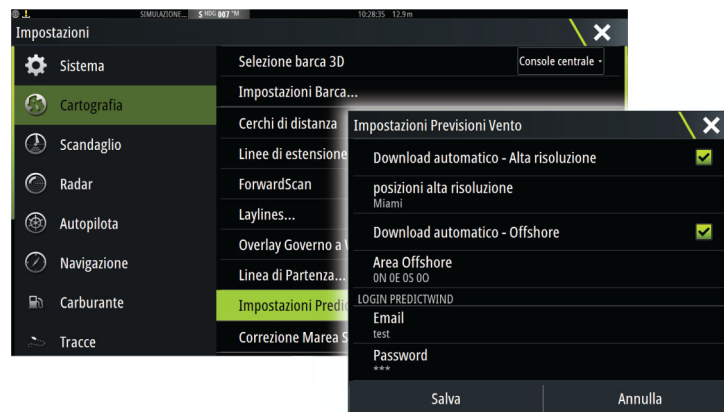 SIMULAZIONE... S HDG 007 °M 10:28:35 12.9 m
Impostazioni
Sistema
Cartografia
Scandaglio
Radar
Autopilota
Navigazione
Carburante
Tracce
Selezione barca 3D Console centrale
Impostazioni Barca...
Cerchi di distanza
Linee di estensione
ForwardScan
Laylines...
Overlay Governo a
Linea di Partenza...
Impostazioni
Correzione Marea
Impostazioni Previsioni Vento
Download automatico - Alta risoluzione
posizioni alta risoluzione
Miami
Download automatico - Offshore
Area Offshore
0N 0E 0S 0O
LOGIN PREDICTWIND
Email
test
Password
***
Salva Annulla